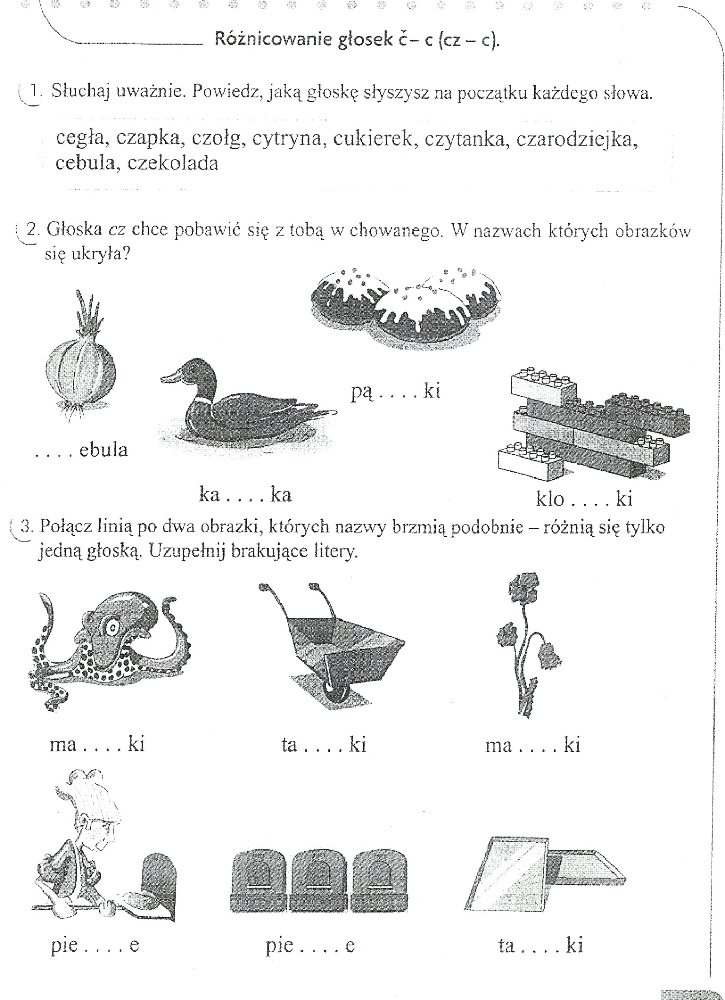 Różnicowanie głosek č– c (cz – c).
1. Słuchaj uważnie. Powiedz, jaką głoskę słyszysz na początku każdego słowa.
cegła, czapka, czołg, cytryna, cukierek, czytanka, czarodziejka,
cebula, czekolada
2. Głoska cz chce pobawić się z tobą w chowanego. W nazwach których obrazków
się ukryła?
pą . . . . ki
. . . . ebula
ka . . . . ka
klo . . . . ki
3. Połącz linią po dwa obrazki, których nazwy brzmią podobnie – różnią się tylko
jedną głoską. Uzupełnij brakujące litery.
ma . . . . ki
ta . . . . ki
ma . . . . ki
pie . . . . e
pie . . . . e
ta . . . . ki